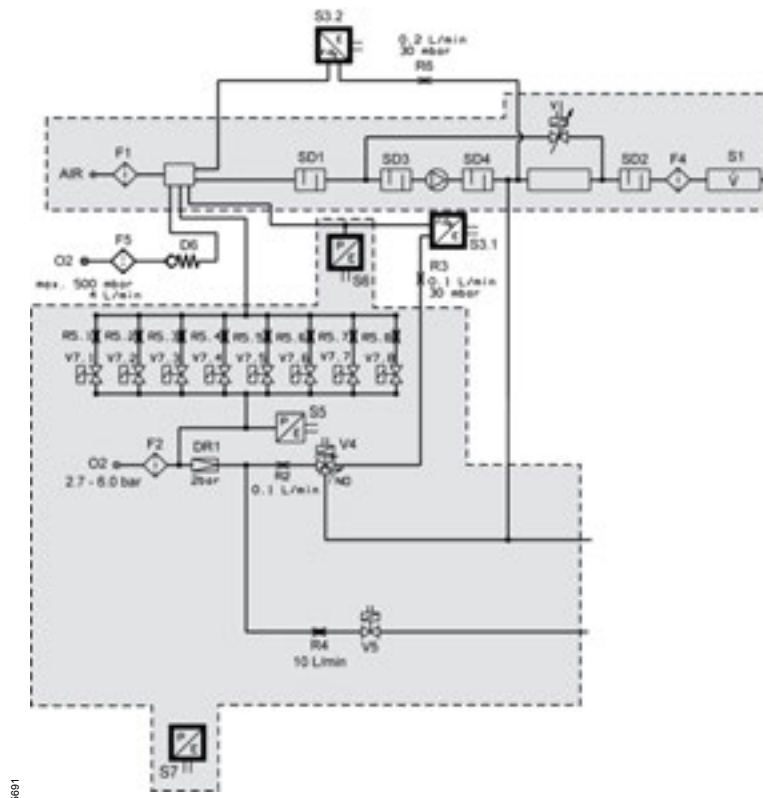 S3.2
0.2 L/min
30 mbar
R6
F1
AIR
SD1
SD3
SD4
SD2
F4
S1
V̇
F5
D6
O2
max. 500 mbar
4 L/min
P
E
S6
S3.1
R3
0.1 L/min
30 mbar
R5.1
R5.2
R5.3
R5.4
R5.5
R5.6
R5.7
R5.8
V7.1
V7.2
V7.3
V7.4
V7.5
V7.6
V7.7
V7.8
P
E
S5
F2
DR1
V4
O2
2.7 - 6.0 bar
2bar
R2
NO
0.1 L/min
R4
V5
10 L/min
P
E
S7